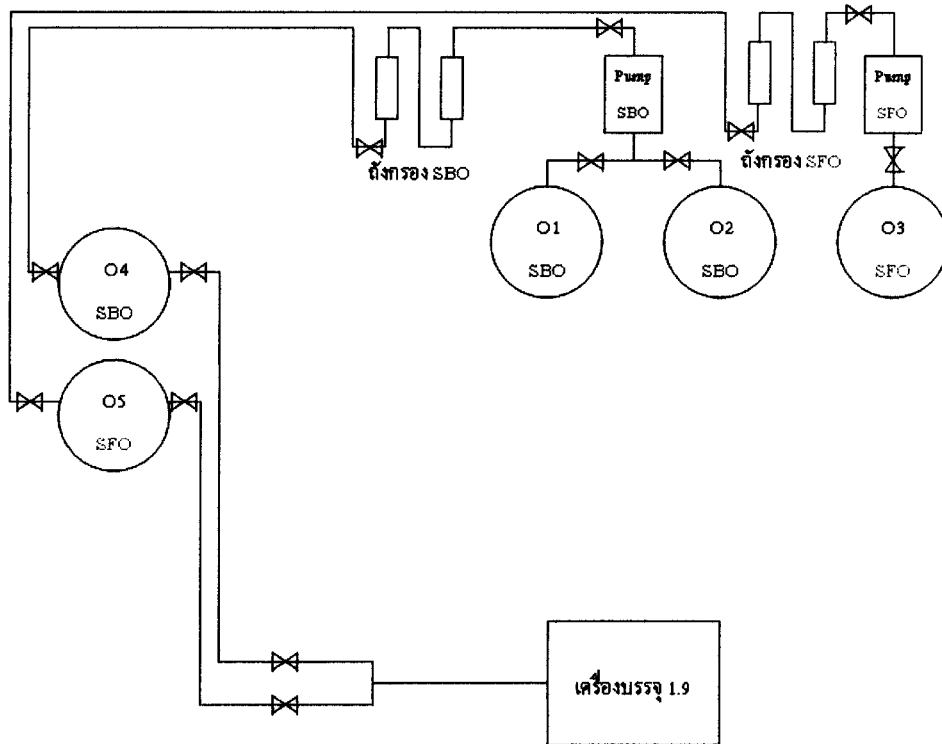 Pump
SBO
Pump
SFO
ถังกรอง SBO
ถังกรอง SFO
O1
SBO
O2
SBO
O3
SFO
O4
SBO
O5
SFO
เครื่องบรรจุ 1.9